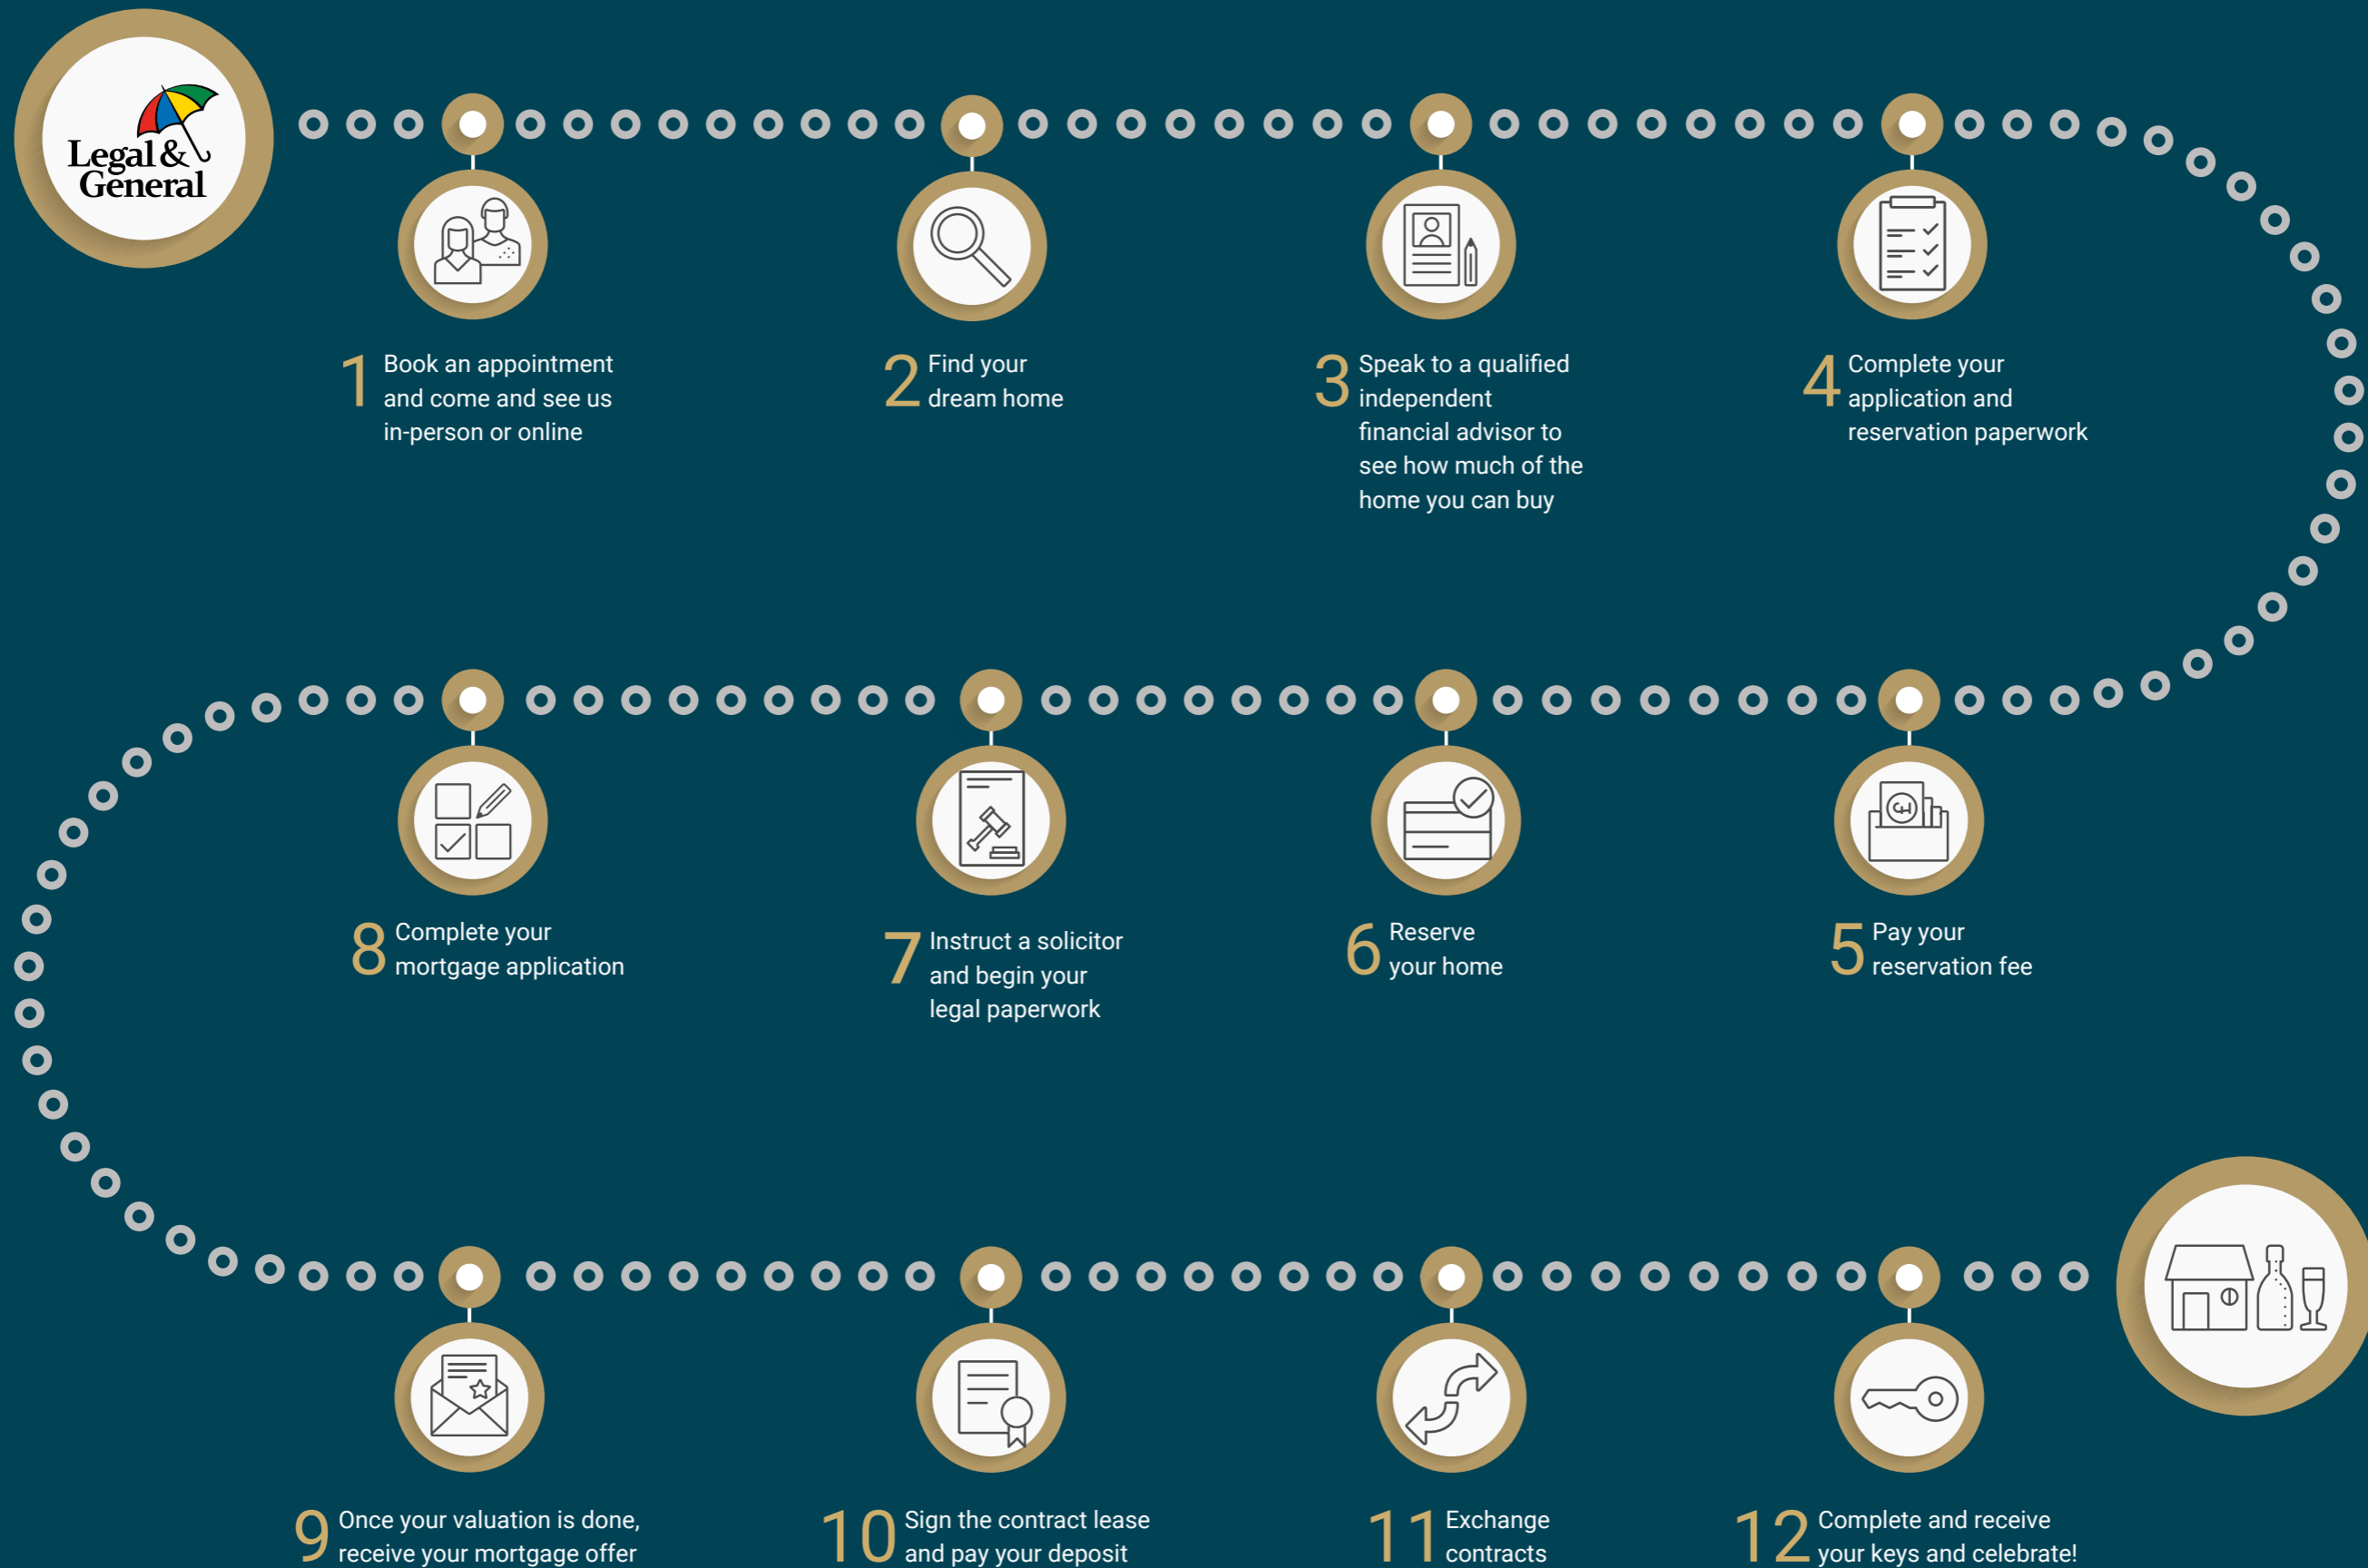 Legal &
General
1 Book an appointment
and come and see us
in-person or online
2 Find your
dream home
3 Speak to a qualified
independent
financial advisor to
see how much of the
home you can buy
4 Complete your
application and
reservation paperwork
5 Pay your
reservation fee
6 Reserve
your home
7 Instruct a solicitor
and begin your
legal paperwork
8 Complete your
mortgage application
9 Once your valuation is done,
receive your mortgage offer
10 Sign the contract lease
and pay your deposit
11 Exchange
contracts
12 Complete and receive
your keys and celebrate!